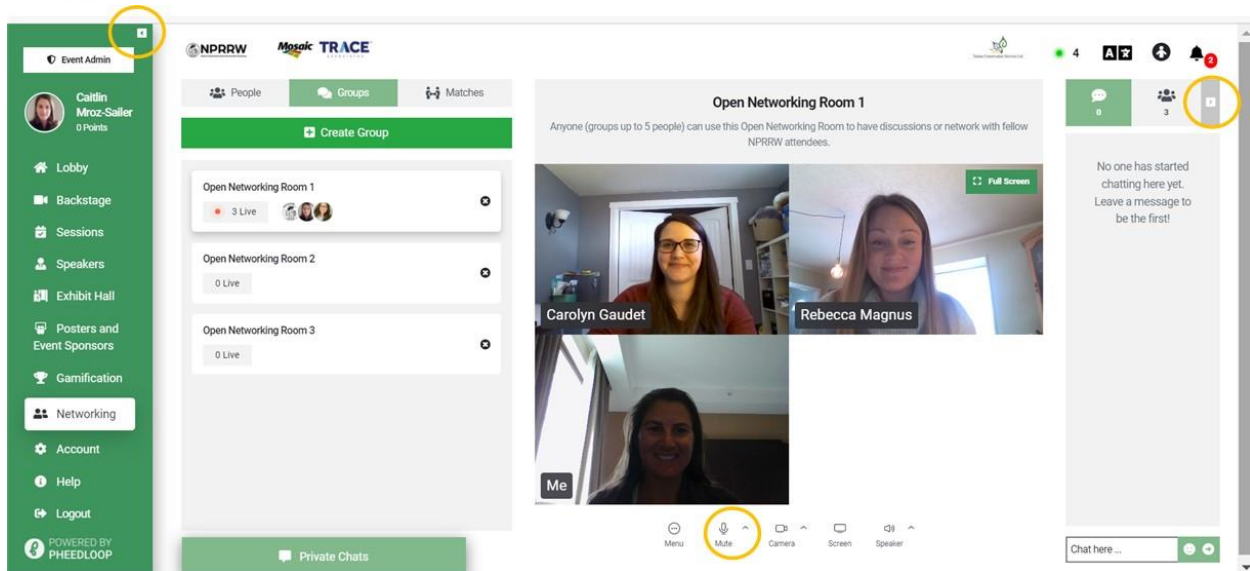 Event Admin
Caitlin
Mroz-Sailer
0 Points
Lobby
Backstage
Sessions
Speakers
Exhibit Hall
Posters and
Event Sponsors
Gamification
Networking
Account
Help
Logout
POWERED BY
PHEEDLOOP
NPRRW
Mosaic
TRACE
ASSOCIATES
4
2
People
Groups
Matches
Create Group
Open Networking Room 1
3 Live
Open Networking Room 2
0 Live
Open Networking Room 3
0 Live
Private Chats
Open Networking Room 1
Anyone (groups up to 5 people) can use this Open Networking Room to have discussions or network with fellow
NPRRW attendees.
Full Screen
Carolyn Gaudet
Rebecca Magnus
Me
Menu
Mute
Camera
Screen
Speaker
0
3
No one has started
chatting here yet.
Leave a message to
be the first!
Chat here ...